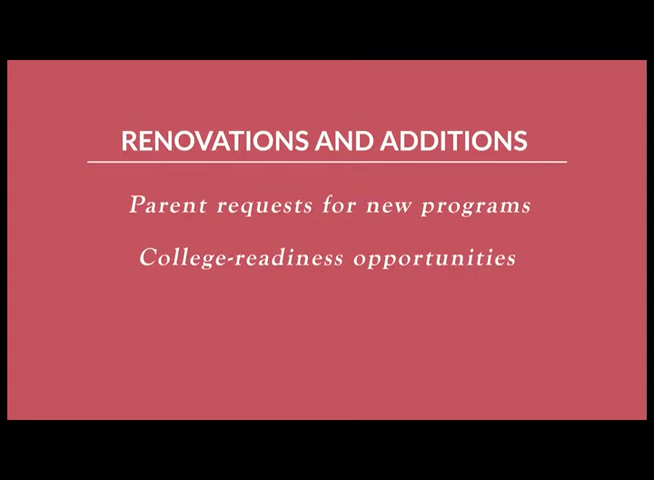 RENOVATIONS AND ADDITIONS
Parent requests for new programs
College-readiness opportunities